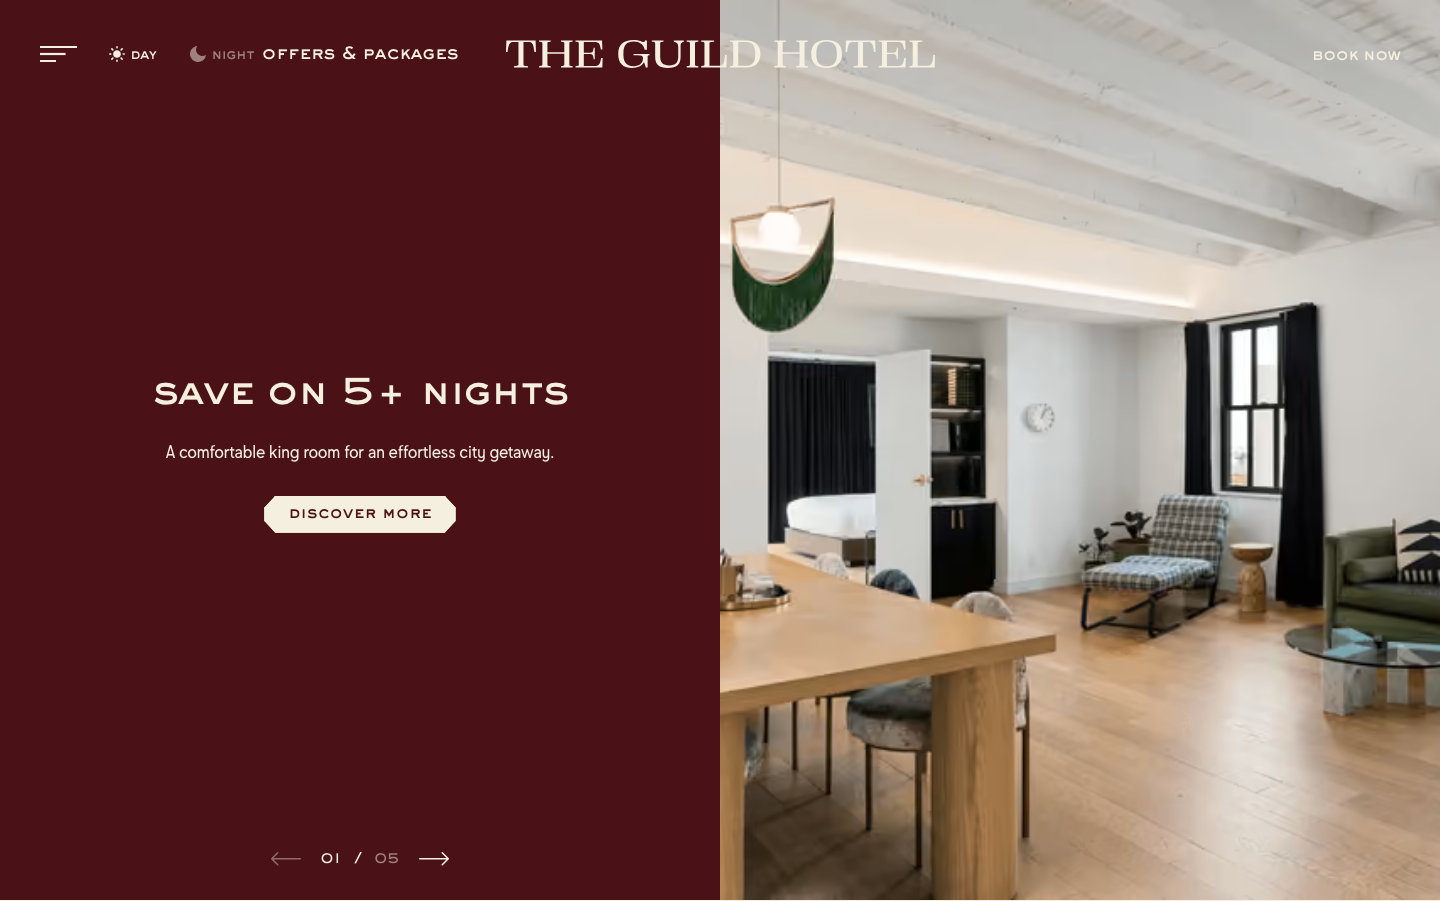 DAY
NIGHT
OFFERS & PACKAGES
THE GUILD HOTEL
BOOK NOW
SAVE ON 5+ NIGHTS
A comfortable king room for an effortless city getaway.
DISCOVER MORE
01 / 05